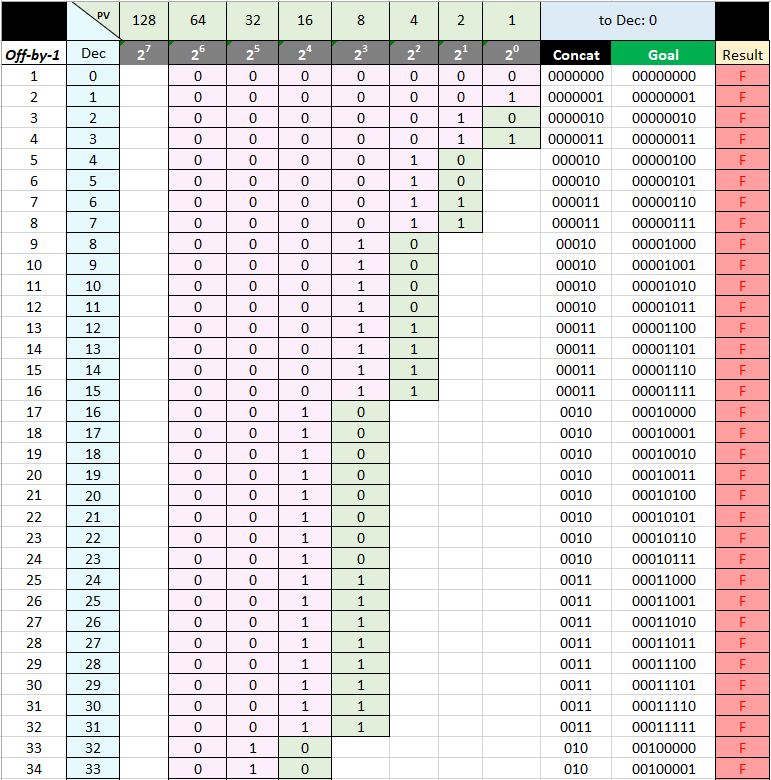 PV 128 64 32 16 8 4 2 1 to Dec: 0
Off-by-1 Dec 2⁷ 2⁶ 2⁵ 2⁴ 2³ 2² 2¹ 2⁰ Concat Goal Result
1 0 0 0 0 0 0 0 0 0000000 00000000 F
2 1 0 0 0 0 0 0 1 0000001 00000001 F
3 2 0 0 0 0 0 1 0 0000010 00000010 F
4 3 0 0 0 0 0 1 1 0000011 00000011 F
5 4 0 0 0 0 1 0 000010 00000100 F
6 5 0 0 0 0 1 0 000010 00000101 F
7 6 0 0 0 0 1 1 000011 00000110 F
8 7 0 0 0 0 1 1 000011 00000111 F
9 8 0 0 0 1 0 00010 00001000 F
10 9 0 0 0 1 0 00010 00001001 F
11 10 0 0 0 1 0 00010 00001010 F
12 11 0 0 0 1 0 00010 00001011 F
13 12 0 0 0 1 1 00011 00001100 F
14 13 0 0 0 1 1 00011 00001101 F
15 14 0 0 0 1 1 00011 00001110 F
16 15 0 0 0 1 1 00011 00001111 F
17 16 0 0 1 0 0010 00010000 F
18 17 0 0 1 0 0010 00010001 F
19 18 0 0 1 0 0010 00010010 F
20 19 0 0 1 0 0010 00010011 F
21 20 0 0 1 0 0010 00010100 F
22 21 0 0 1 0 0010 00010101 F
23 22 0 0 1 0 0010 00010110 F
24 23 0 0 1 0 0010 00010111 F
25 24 0 0 1 1 0011 00011000 F
26 25 0 0 1 1 0011 00011001 F
27 26 0 0 1 1 0011 00011010 F
28 27 0 0 1 1 0011 00011011 F
29 28 0 0 1 1 0011 00011100 F
30 29 0 0 1 1 0011 00011101 F
31 30 0 0 1 1 0011 00011110 F
32 31 0 0 1 1 0011 00011111 F
33 32 0 1 0 010 00100000 F
34 33 0 1 0 010 00100001 F